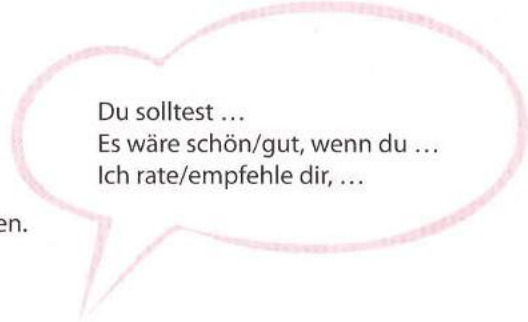 Du solltest …
Es wäre schön/gut, wenn du …
Ich rate/empfehle dir, …
en.